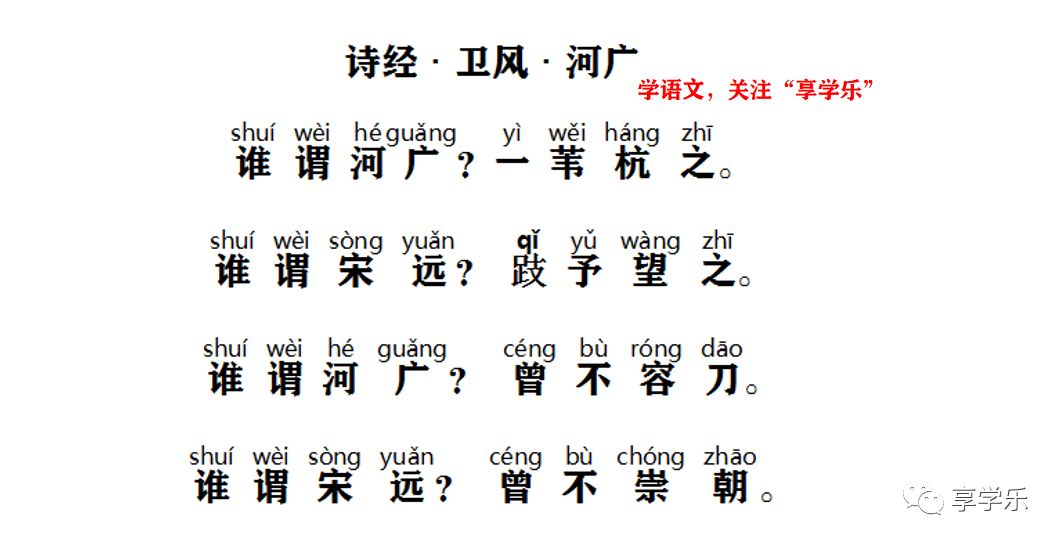 诗经·卫风·河广
学语文，关注“享学乐”
shuí wèi hé guǎng yì wěi háng zhī
谁谓河广？一苇杭之。
shuí wèi sòng yuǎn qǐ yǔ wàng zhī
谁谓宋远？跂予望之。
shuí wèi hé guǎng céng bù róng dāo
谁谓河广？曾不容刀。
shuí wèi sòng yuǎn céng bù chóng zhāo
谁谓宋远？曾不崇朝。
享学乐